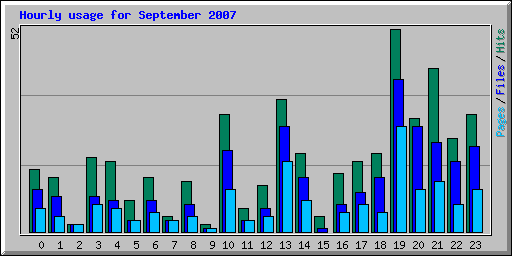 Hourly usage for September 2007
52
Pages/Files/Hits
0 1 2 3 4 5 6 7 8 9 10 11 12 13 14 15 16 17 18 19 20 21 22 23